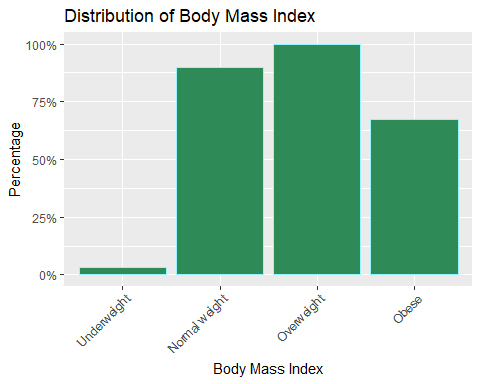 Distribution of Body Mass Index
100%
75%
50%
25%
0%
Percentage
Underweight
Normal weight
Overweight
Obese
Body Mass Index